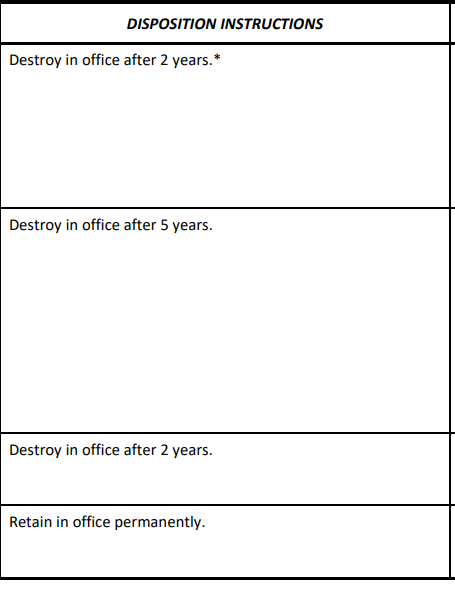 DISPOSITION INSTRUCTIONS
Destroy in office after 2 years.*
Destroy in office after 5 years.
Destroy in office after 2 years.
Retain in office permanently.